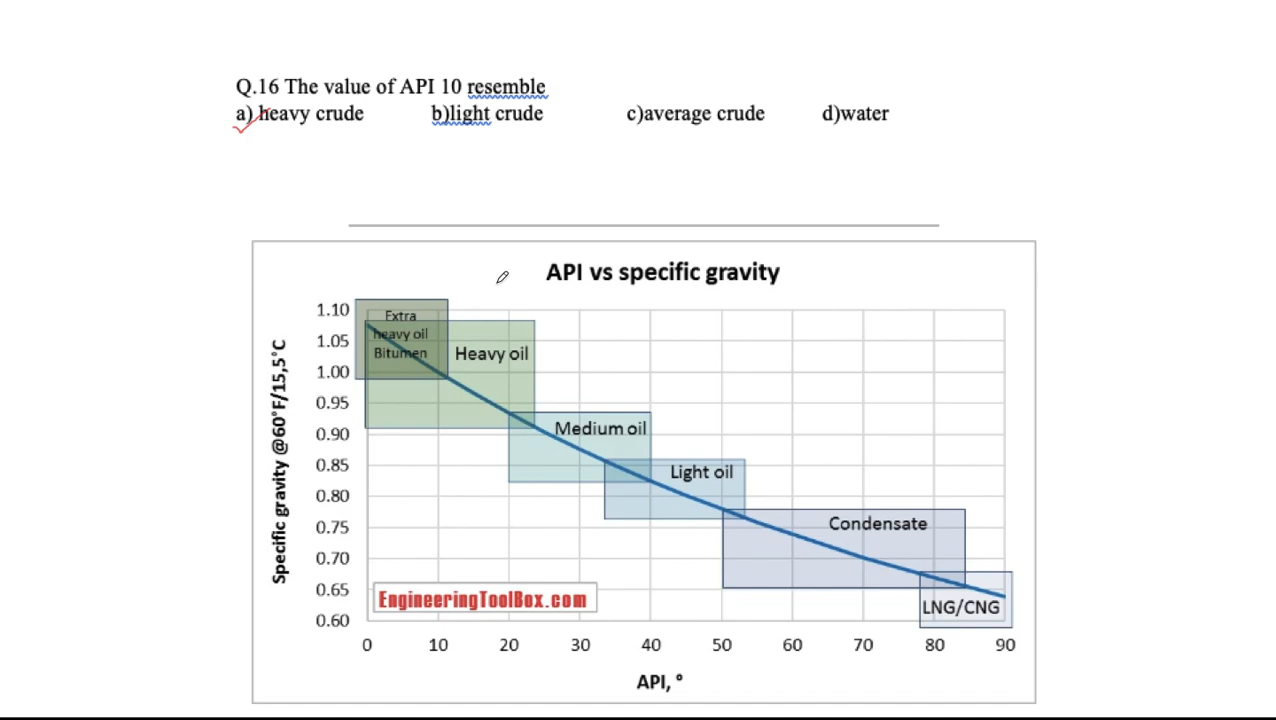 Q.16 The value of API 10 resemble
a) heavy crude b)light crude c)average crude d)water
API vs specific gravity
Specific gravity @60°F/15,5°C
1.10
1.05
1.00
0.95
0.90
0.85
0.80
0.75
0.70
0.65
0.60
Extra
heavy oil
Bitumen
Heavy oil
Medium oil
Light oil
Condensate
LNG/CNG
EngineeringToolBox.com
0 10 20 30 40 50 60 70 80 90
API, °